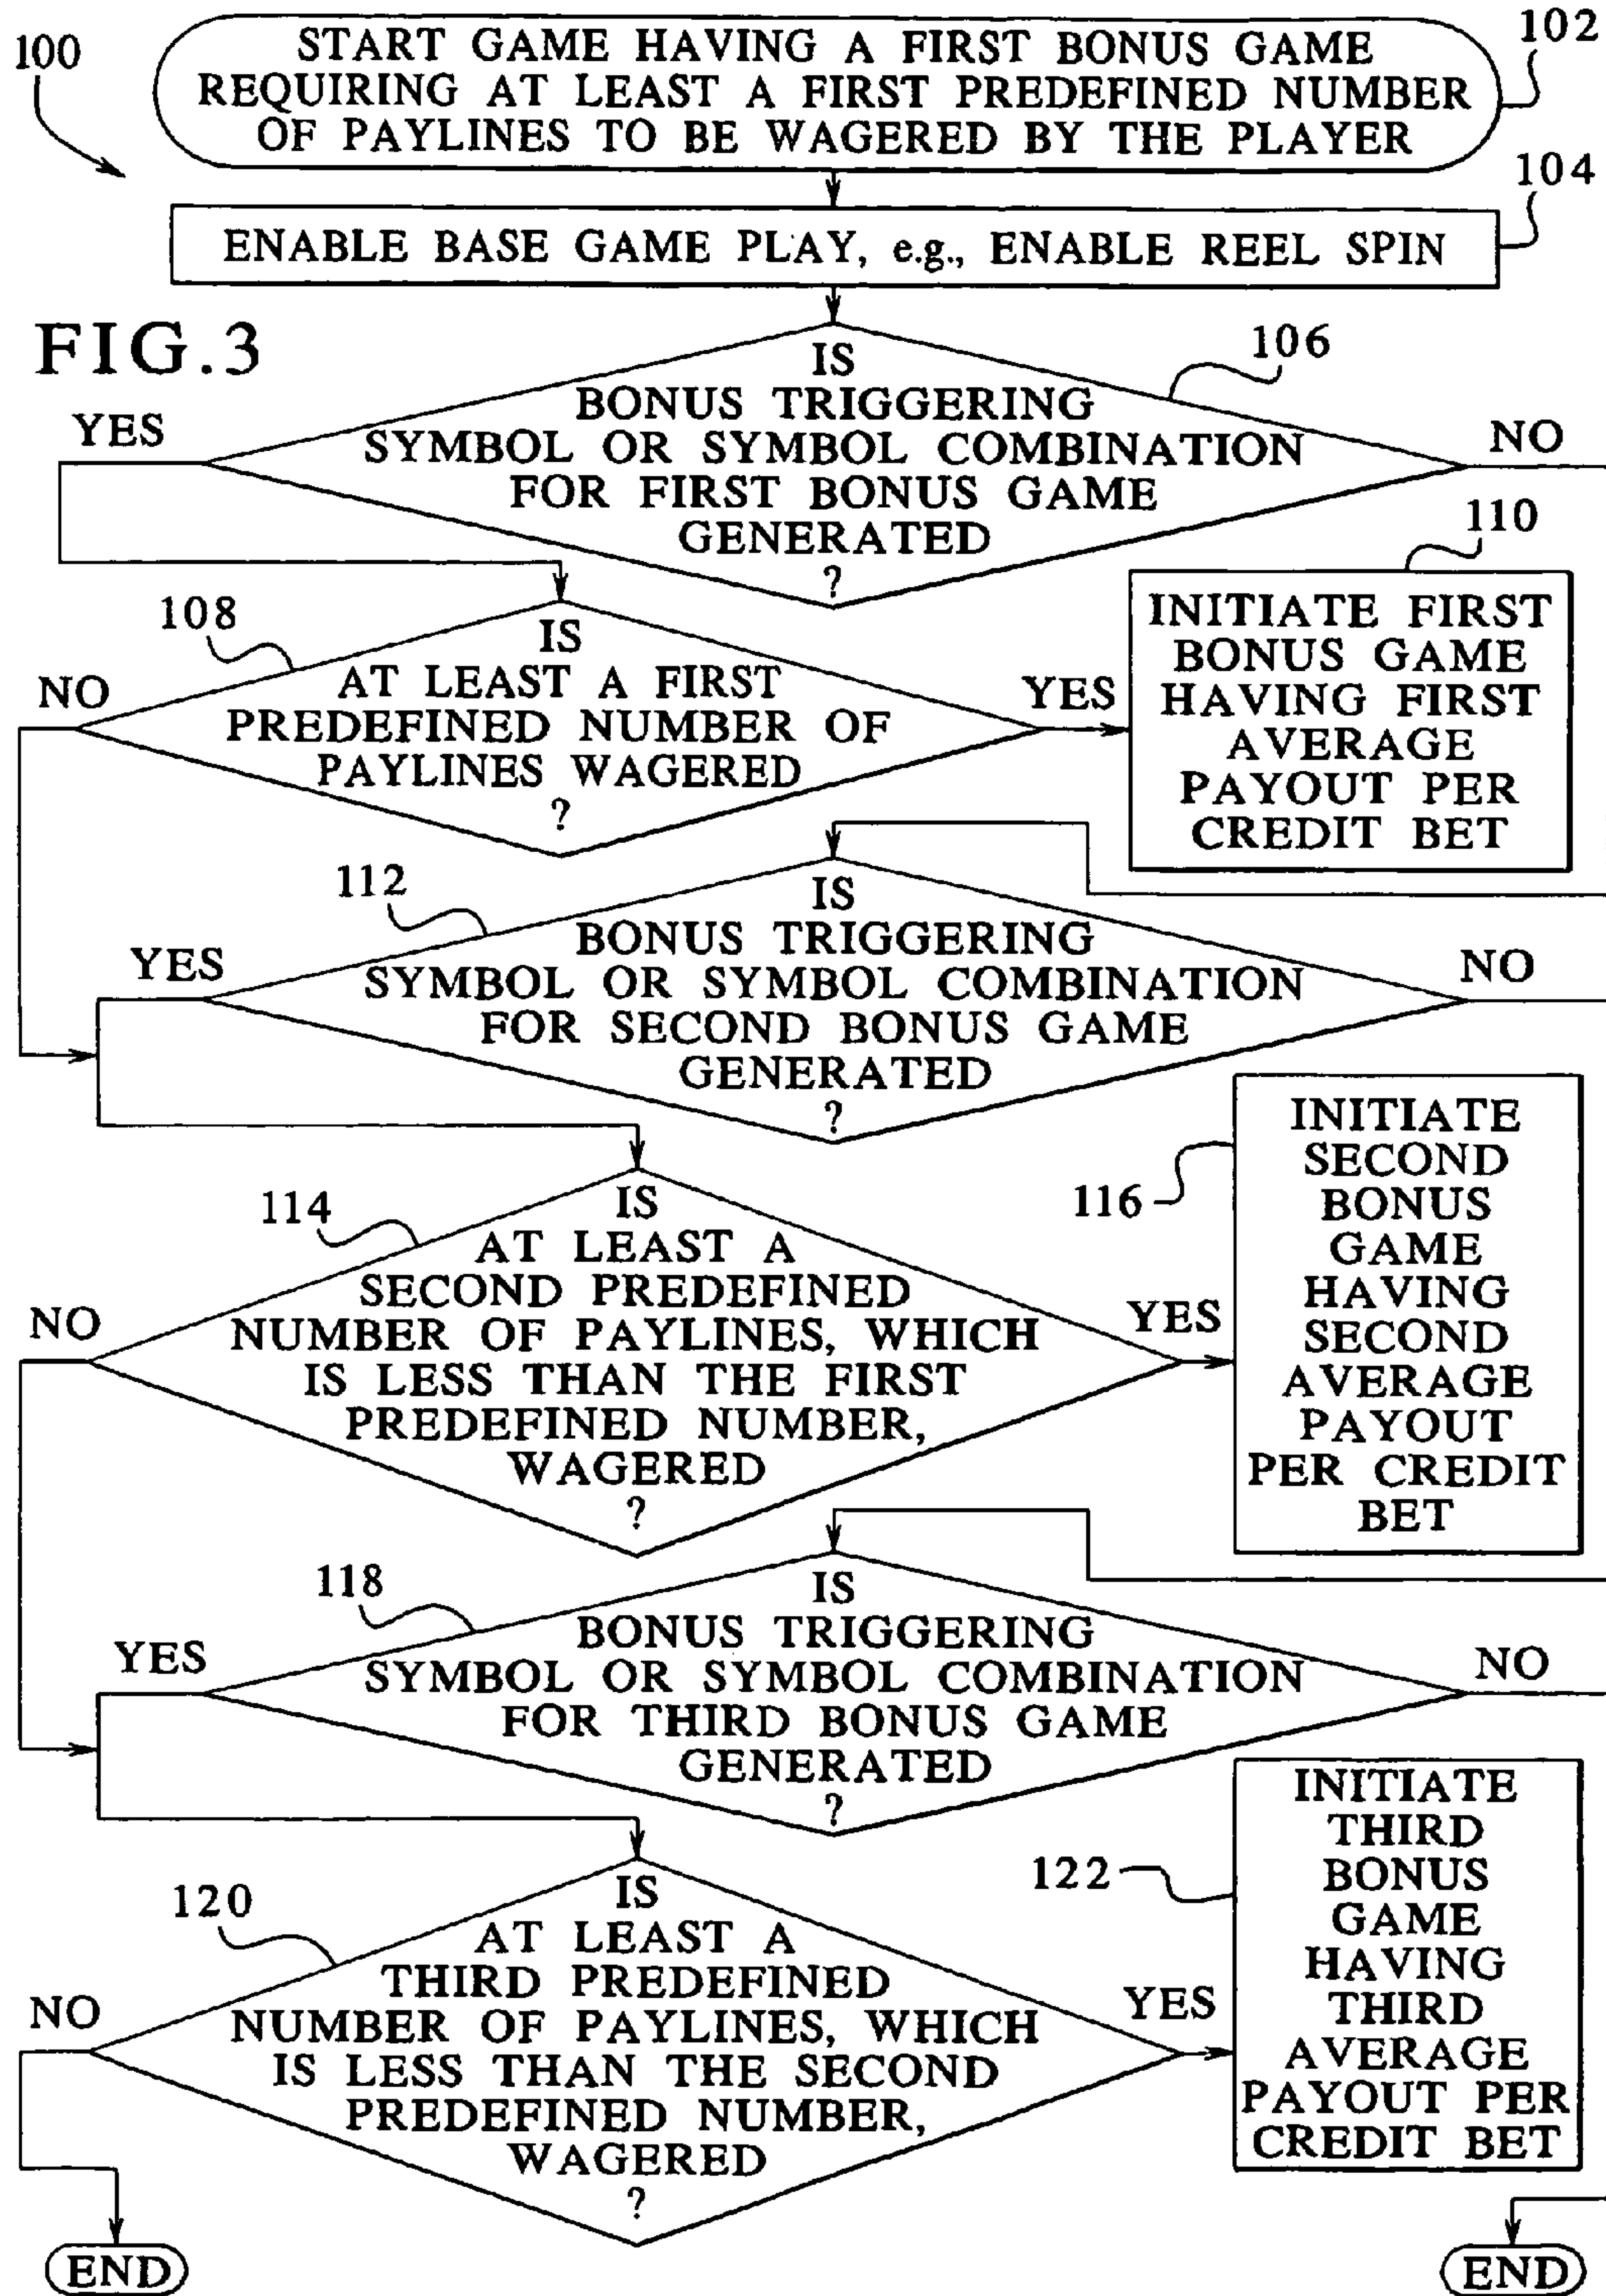 100
START GAME HAVING A FIRST BONUS GAME
REQUIRING AT LEAST A FIRST PREDEFINED NUMBER
OF PAYLINES TO BE WAGERED BY THE PLAYER
102
104
ENABLE BASE GAME PLAY, e.g., ENABLE REEL SPIN
FIG.3
106
IS
BONUS TRIGGERING
SYMBOL OR SYMBOL COMBINATION
FOR FIRST BONUS GAME
GENERATED
?
YES
NO
108
IS
AT LEAST A FIRST
PREDEFINED NUMBER OF
PAYLINES WAGERED
?
NO
YES
110
INITIATE FIRST
BONUS GAME
HAVING FIRST
AVERAGE
PAYOUT PER
CREDIT BET
112
IS
BONUS TRIGGERING
SYMBOL OR SYMBOL COMBINATION
FOR SECOND BONUS GAME
GENERATED
?
YES
NO
114
IS
AT LEAST A
SECOND PREDEFINED
NUMBER OF PAYLINES, WHICH
IS LESS THAN THE FIRST
PREDEFINED NUMBER,
WAGERED
?
NO
YES
116
INITIATE
SECOND
BONUS
GAME
HAVING
SECOND
AVERAGE
PAYOUT
PER CREDIT
BET
118
IS
BONUS TRIGGERING
SYMBOL OR SYMBOL COMBINATION
FOR THIRD BONUS GAME
GENERATED
?
YES
NO
120
IS
AT LEAST A
THIRD PREDEFINED
NUMBER OF PAYLINES, WHICH
IS LESS THAN THE SECOND
PREDEFINED NUMBER,
WAGERED
?
NO
YES
122
INITIATE
THIRD
BONUS
GAME
HAVING
THIRD
AVERAGE
PAYOUT PER
CREDIT BET
END
END